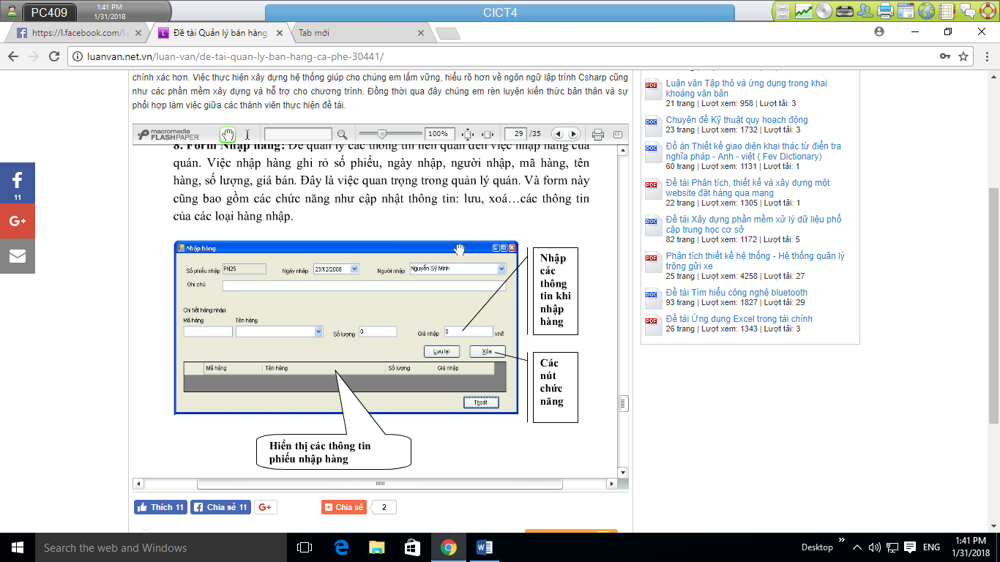 PC409
1:41 PM
1/31/2018
CICT4
https://l.facebook.com/l.p
Đề tài Quản lý bán hàng
Tab mới
luanvan.net.vn/luan-van/de-tai-quan-ly-ban-hang-ca-phe-30441/
chính xác hơn. Việc thực hiện xây dựng hệ thống giúp cho chúng em lắm vững, hiểu rõ hơn về ngôn ngữ lập trình Csharp cũng
như các phần mềm xây dựng và hỗ trợ cho chương trình. Đồng thời qua đây chúng em rèn luyện kiến thức bản thân và sự
phối hợp làm việc giữa các thành viên thực hiện đề tài.
macromedia
FLASHPAPER
100%
29 /35
8. Form Nhập hàng: Để quản lý các thông tin liên quan đến việc nhập hàng của
quán. Việc nhập hàng ghi rỏ số phiếu, ngày nhập, người nhập, mã hàng, tên
hàng, số lượng, giá bán. Đây là việc quan trọng trong quản lý quán. Và form này
cũng bao gồm các chức năng như cập nhật thông tin: lưu, xoá…các thông tin
của các loại hàng nhập.
Nhập hàng
Số phiếu nhập PN25 Ngày nhập 23/12/2008 Người nhập Nguyễn Sỹ Minh
Ghi chú
Chi tiết hàng nhập:
Mã hàng Tên hàng
Số lượng 0 Giá nhập 0 vnđ
Lưu lại Xóa
Mã hàng Tên hàng Số lượng Giá nhập
Thoát
Nhập
các
thông
tin khi
nhập
hàng
Các
nút
chức
năng
Hiển thị các thông tin
phiếu nhập hàng
Thích 11 Chia sẻ 11 G+ Chia sẻ 2
11
G+
PDF Luận văn Tập thô và ứng dụng trong khai
khoáng văn bản
21 trang | Lượt xem: 958 | Lượt tải: 3
DOC Chuyên đề Kỹ thuật quy hoạch động
23 trang | Lượt xem: 1732 | Lượt tải: 3
DOC Đồ án Thiết kế giao diện khai thác từ điển tra
nghĩa pháp - Anh - việt ( Fev Dictionary)
60 trang | Lượt xem: 1131 | Lượt tải: 1
PDF Đề tài Phân tích, thiết kế và xây dựng một
website đặt hàng qua mạng
22 trang | Lượt xem: 1305 | Lượt tải: 1
DOC Đề tài Xây dựng phần mềm xử lý dữ liệu phổ
cập trung học cơ sở
82 trang | Lượt xem: 1172 | Lượt tải: 5
PDF Phân tích thiết kế hệ thống - Hệ thống quản lý
trông gửi xe
25 trang | Lượt xem: 4258 | Lượt tải: 27
DOC Đề tài Tìm hiểu công nghệ bluetooth
93 trang | Lượt xem: 1827 | Lượt tải: 29
PDF Đề tài Ứng dụng Excel trong tài chính
26 trang | Lượt xem: 1343 | Lượt tải: 3
Search the web and Windows
Desktop
ENG
1:41 PM
1/31/2018